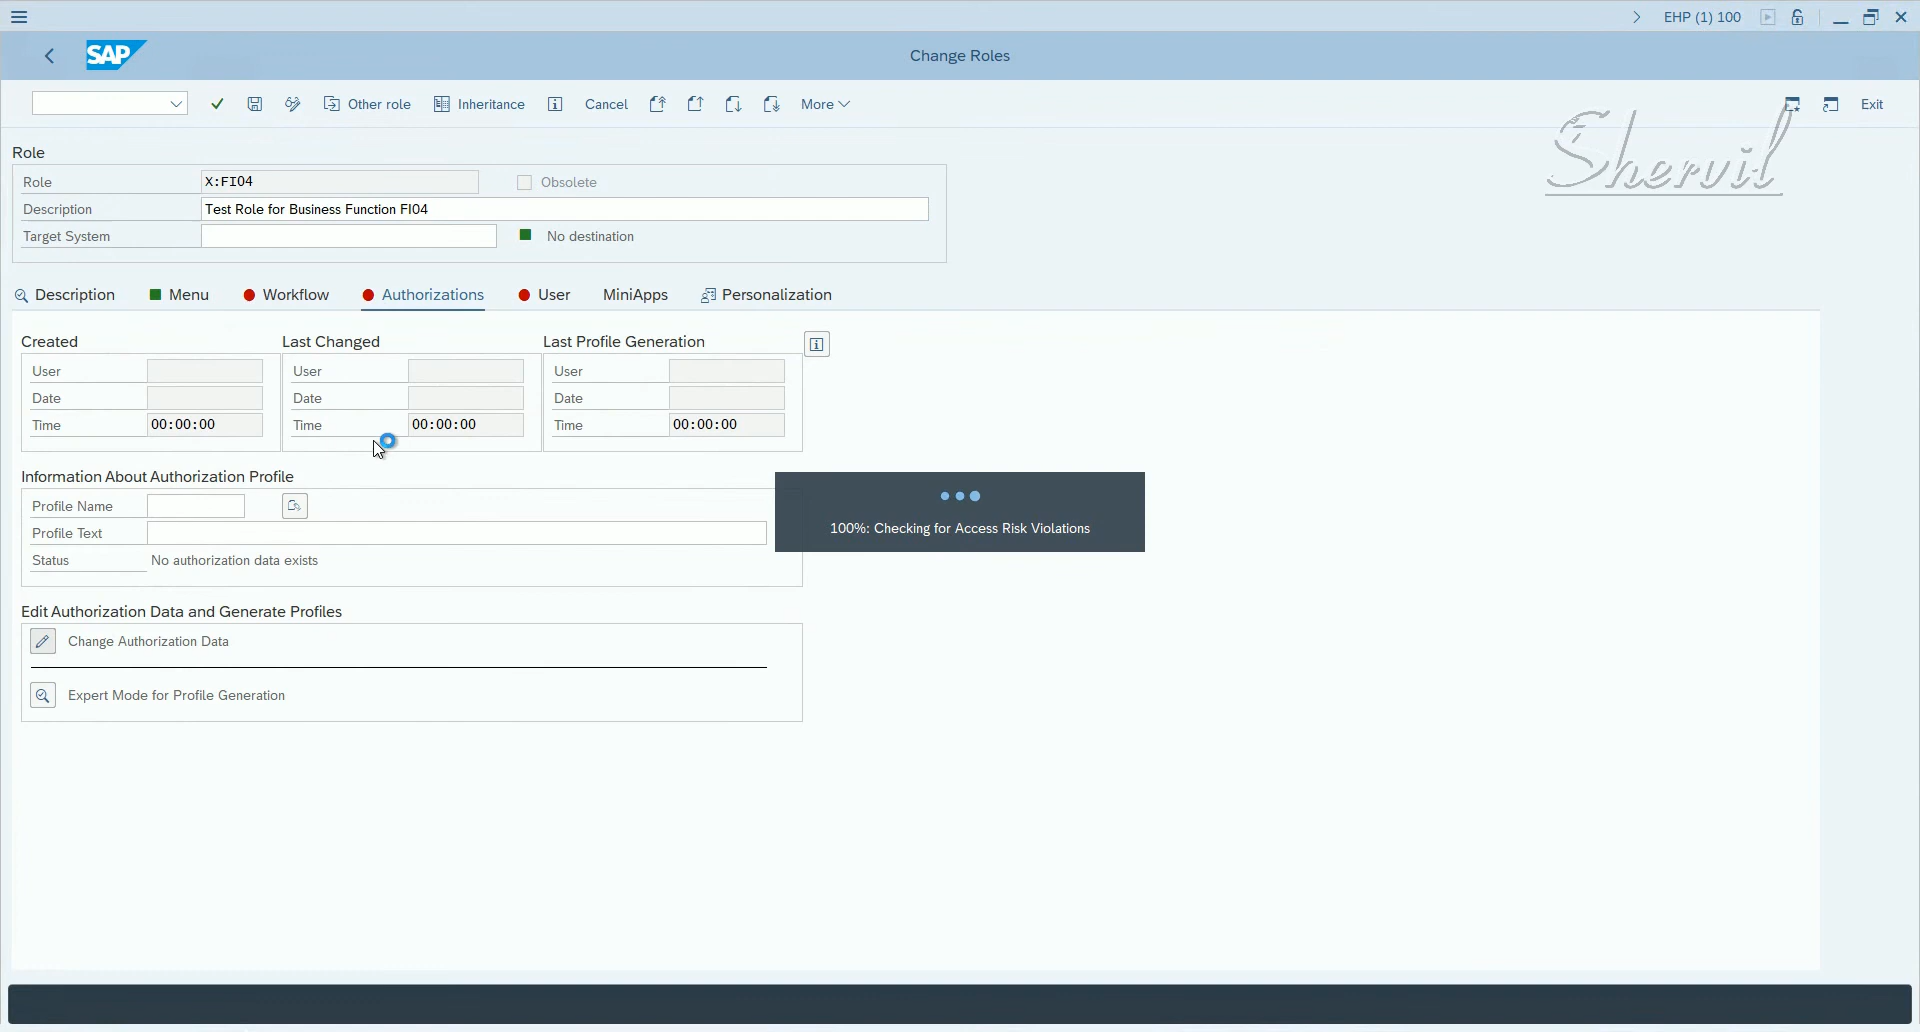 EHP (1) 100
SAP
Change Roles
Other role
Inheritance
Cancel
More
Exit
Shervil
Role
Role
X:FI04
Obsolete
Description
Test Role for Business Function FI04
Target System
No destination
Description
Menu
Workflow
Authorizations
User
MiniApps
Personalization
Created
Last Changed
Last Profile Generation
User
User
User
Date
Date
Date
Time
00:00:00
Time
00:00:00
Time
00:00:00
Information About Authorization Profile
Profile Name
Profile Text
Status
No authorization data exists
100%: Checking for Access Risk Violations
Edit Authorization Data and Generate Profiles
Change Authorization Data
Expert Mode for Profile Generation